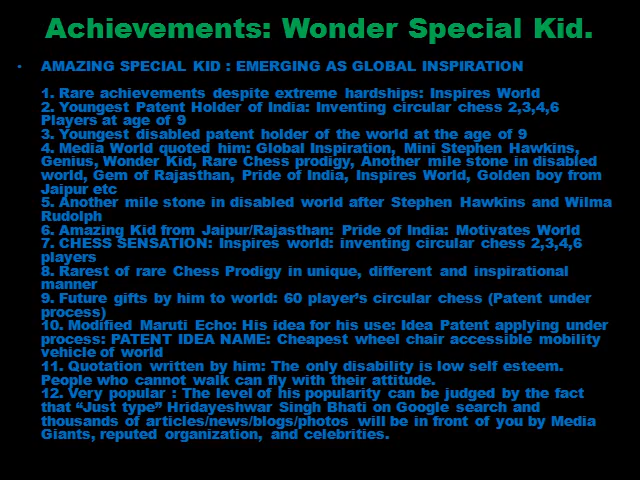 Achievements: Wonder Special Kid.
• AMAZING SPECIAL KID : EMERGING AS GLOBAL INSPIRATION
1. Rare achievements despite extreme hardships: Inspires World
2. Youngest Patent Holder of India: Inventing circular chess 2,3,4,6
Players at age of 9
3. Youngest disabled patent holder of the world at the age of 9
4. Media World quoted him: Global Inspiration, Mini Stephen Hawkins,
Genius, Wonder Kid, Rare Chess prodigy, Another mile stone in disabled
world, Gem of Rajasthan, Pride of India, Inspires World, Golden boy from
Jaipur etc
5. Another mile stone in disabled world after Stephen Hawkins and Wilma
Rudolph
6. Amazing Kid from Jaipur/Rajasthan: Pride of India: Motivates World
7. CHESS SENSATION: Inspires world: inventing circular chess 2,3,4,6
players
8. Rarest of rare Chess Prodigy in unique, different and inspirational
manner
9. Future gifts by him to world: 60 player’s circular chess (Patent under
process)
10. Modified Maruti Echo: His idea for his use: Idea Patent applying under
process: PATENT IDEA NAME: Cheapest wheel chair accessible mobility
vehicle of world
11. Quotation written by him: The only disability is low self esteem.
People who cannot walk can fly with their attitude.
12. Very popular : The level of his popularity can be judged by the fact
that “Just type” Hridayeshwar Singh Bhati on Google search and
thousands of articles/news/blogs/photos will be in front of you by Media
Giants, reputed organization, and celebrities.